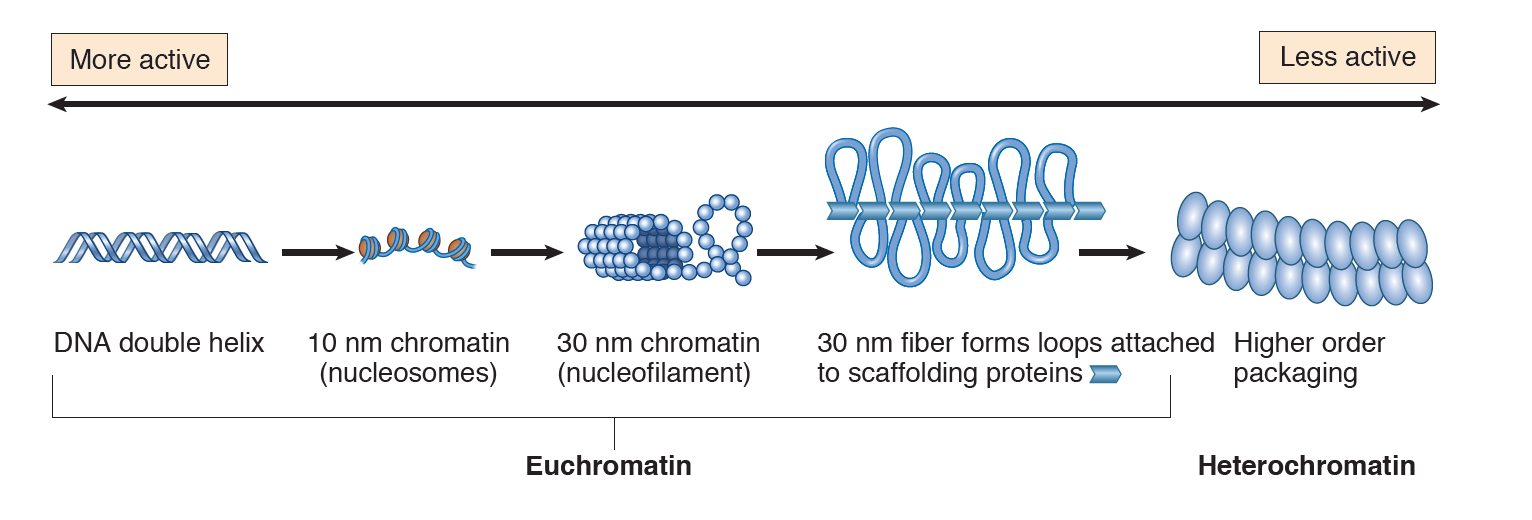 More active
Less active
DNA double helix
10 nm chromatin
(nucleosomes)
30 nm chromatin
(nucleofilament)
30 nm fiber forms loops attached
to scaffolding proteins
Higher order
packaging
Euchromatin
Heterochromatin